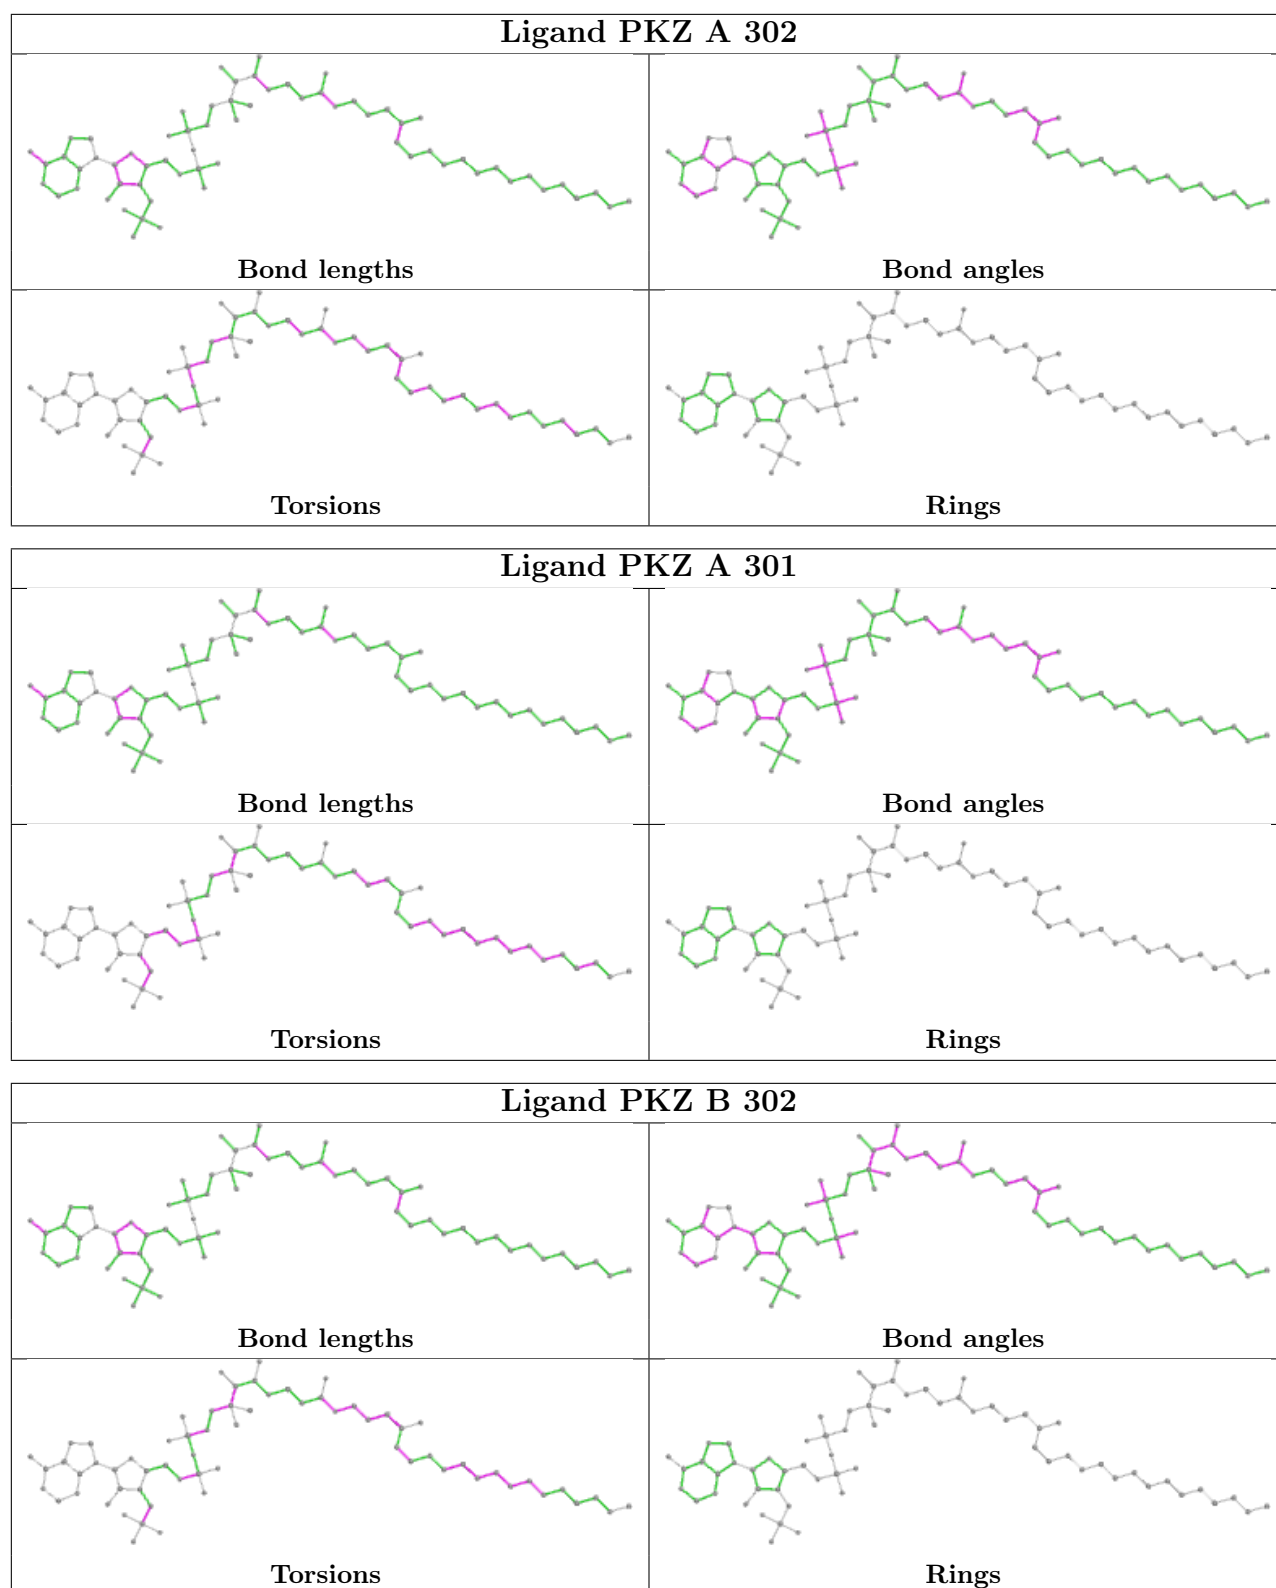 Ligand PKZ A 302
Bond lengths
Bond angles
Torsions
Rings
Ligand PKZ A 301
Bond lengths
Bond angles
Torsions
Rings
Ligand PKZ B 302
Bond lengths
Bond angles
Torsions
Rings